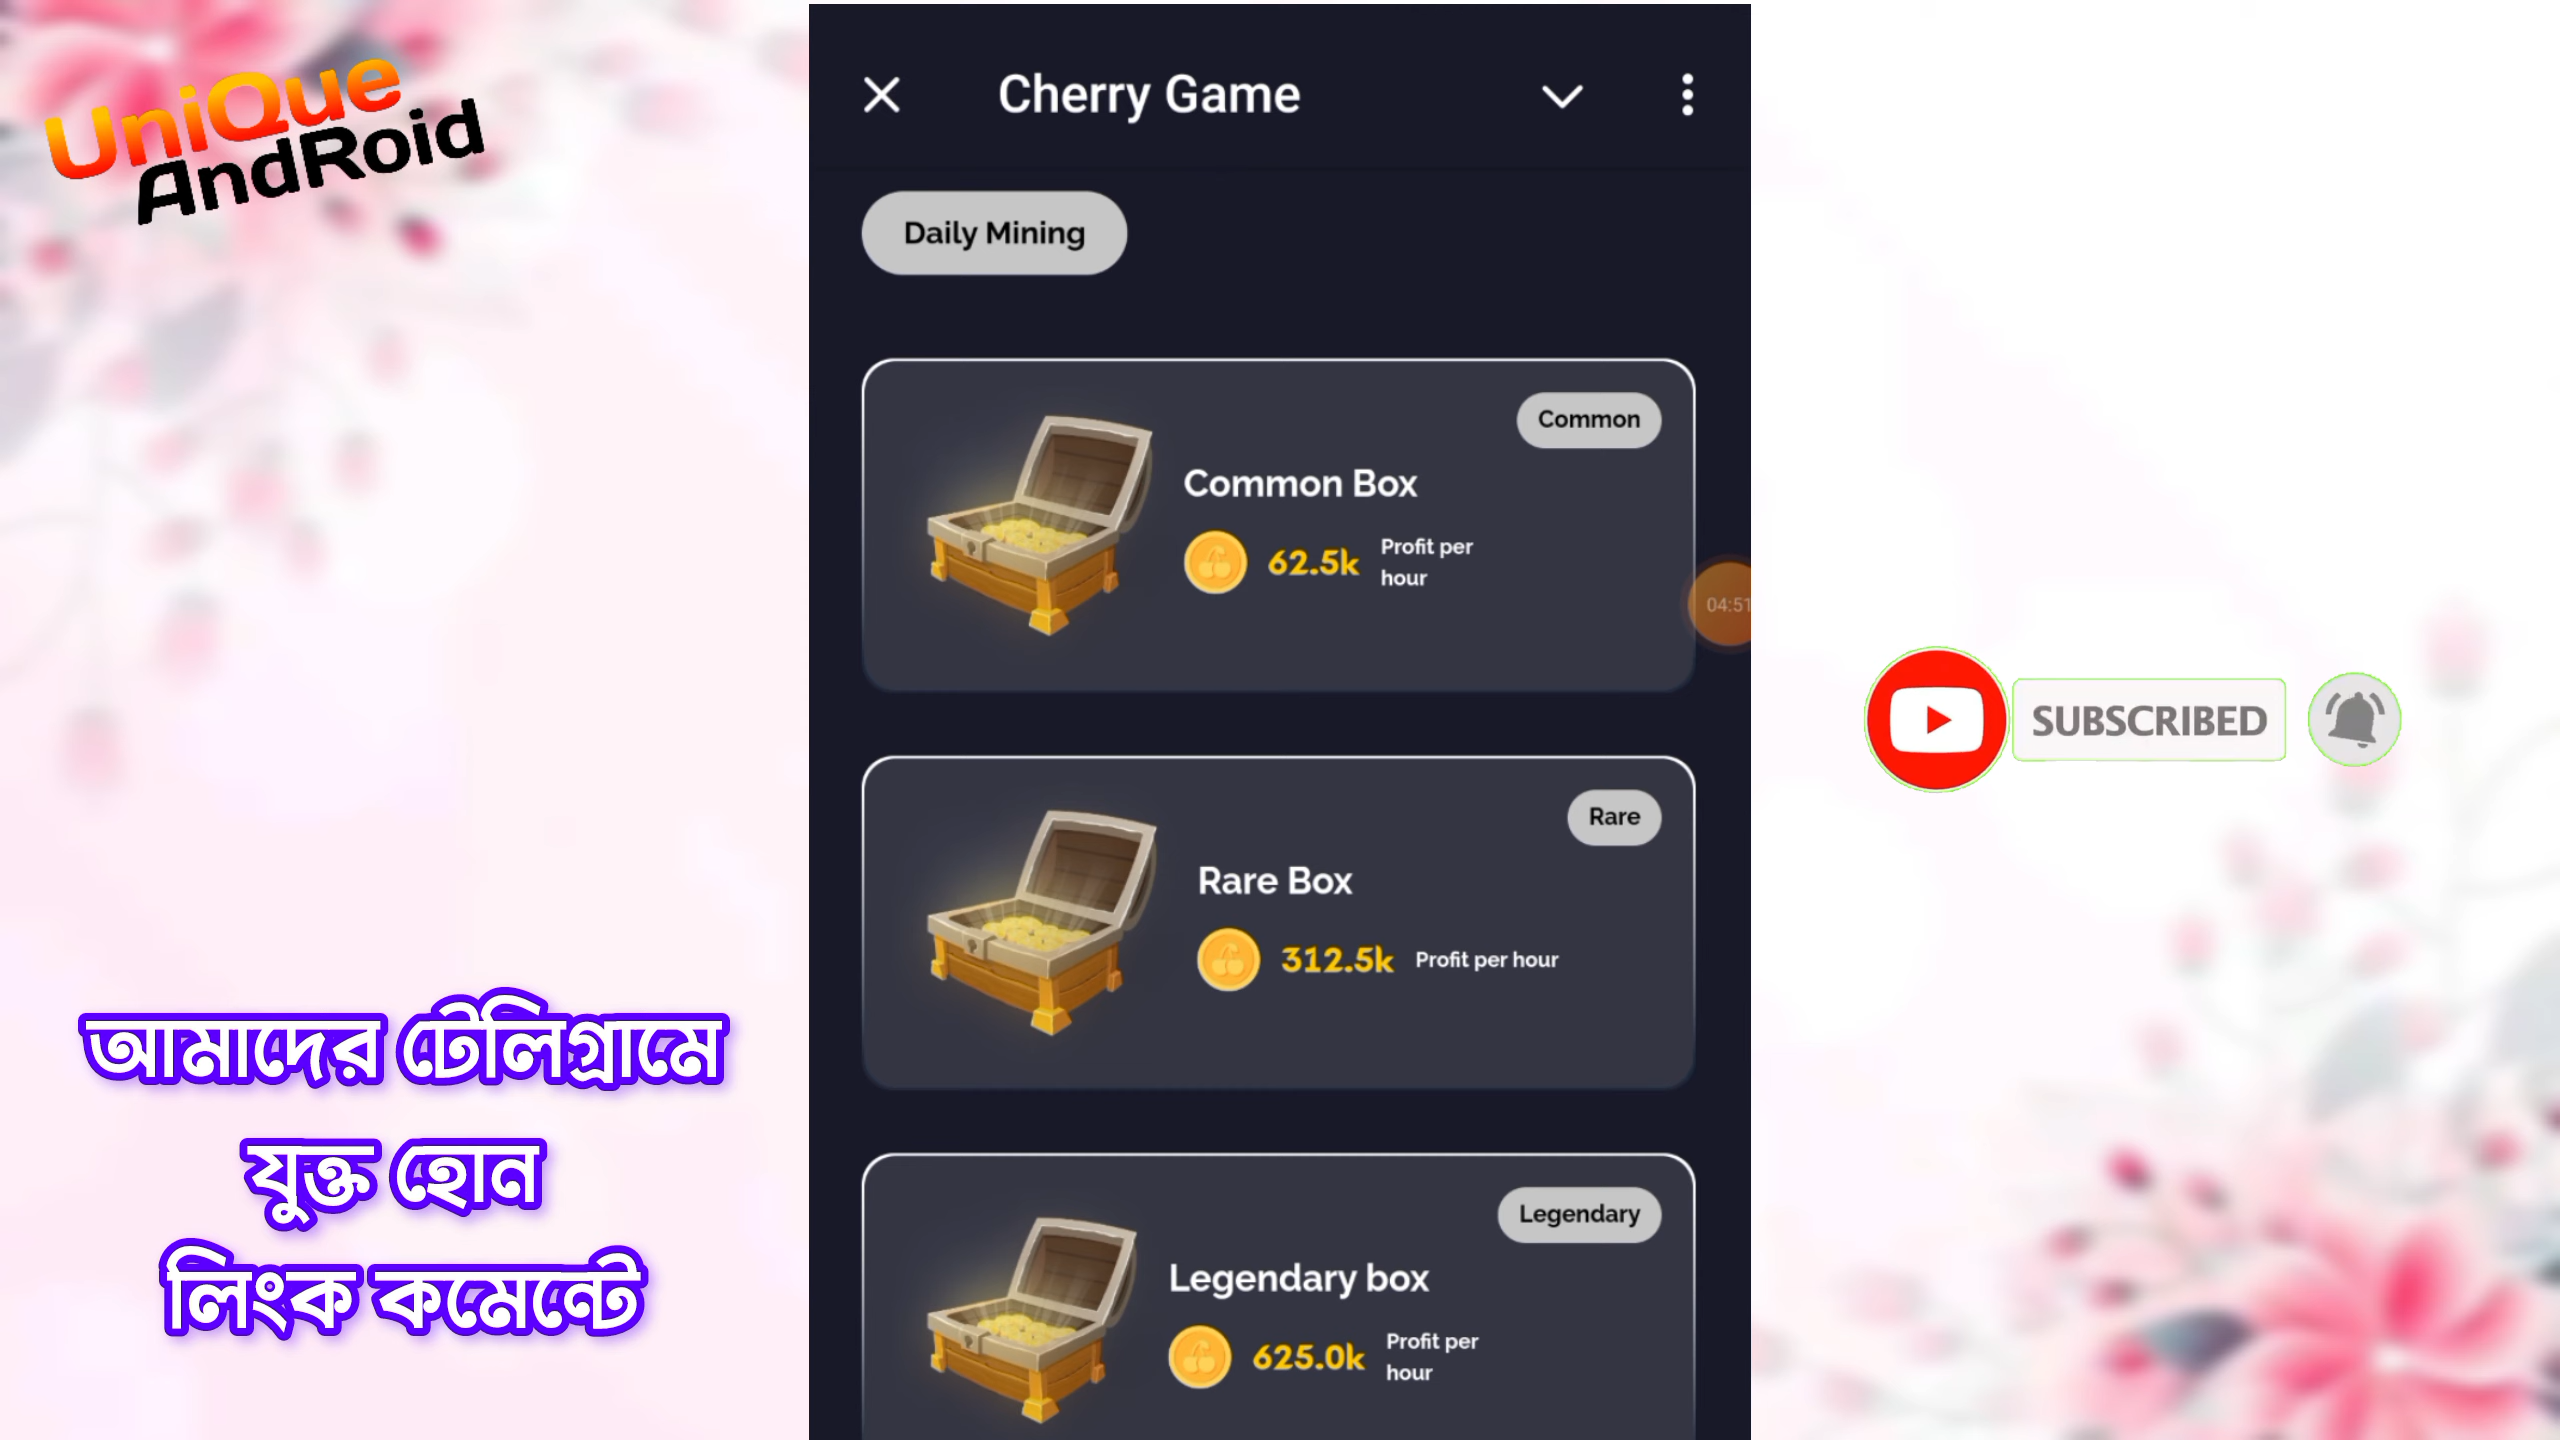 UniQue
AndRoid
Cherry Game
Daily Mining
Common
Common Box
62.5k Profit per
hour
04:51
Rare
Rare Box
312.5k Profit per hour
SUBSCRIBED
Legendary
Legendary box
625.0k Profit per
hour
আমাদের টেলিগ্রামে
যুক্ত হোন
লিংক কমেন্টে